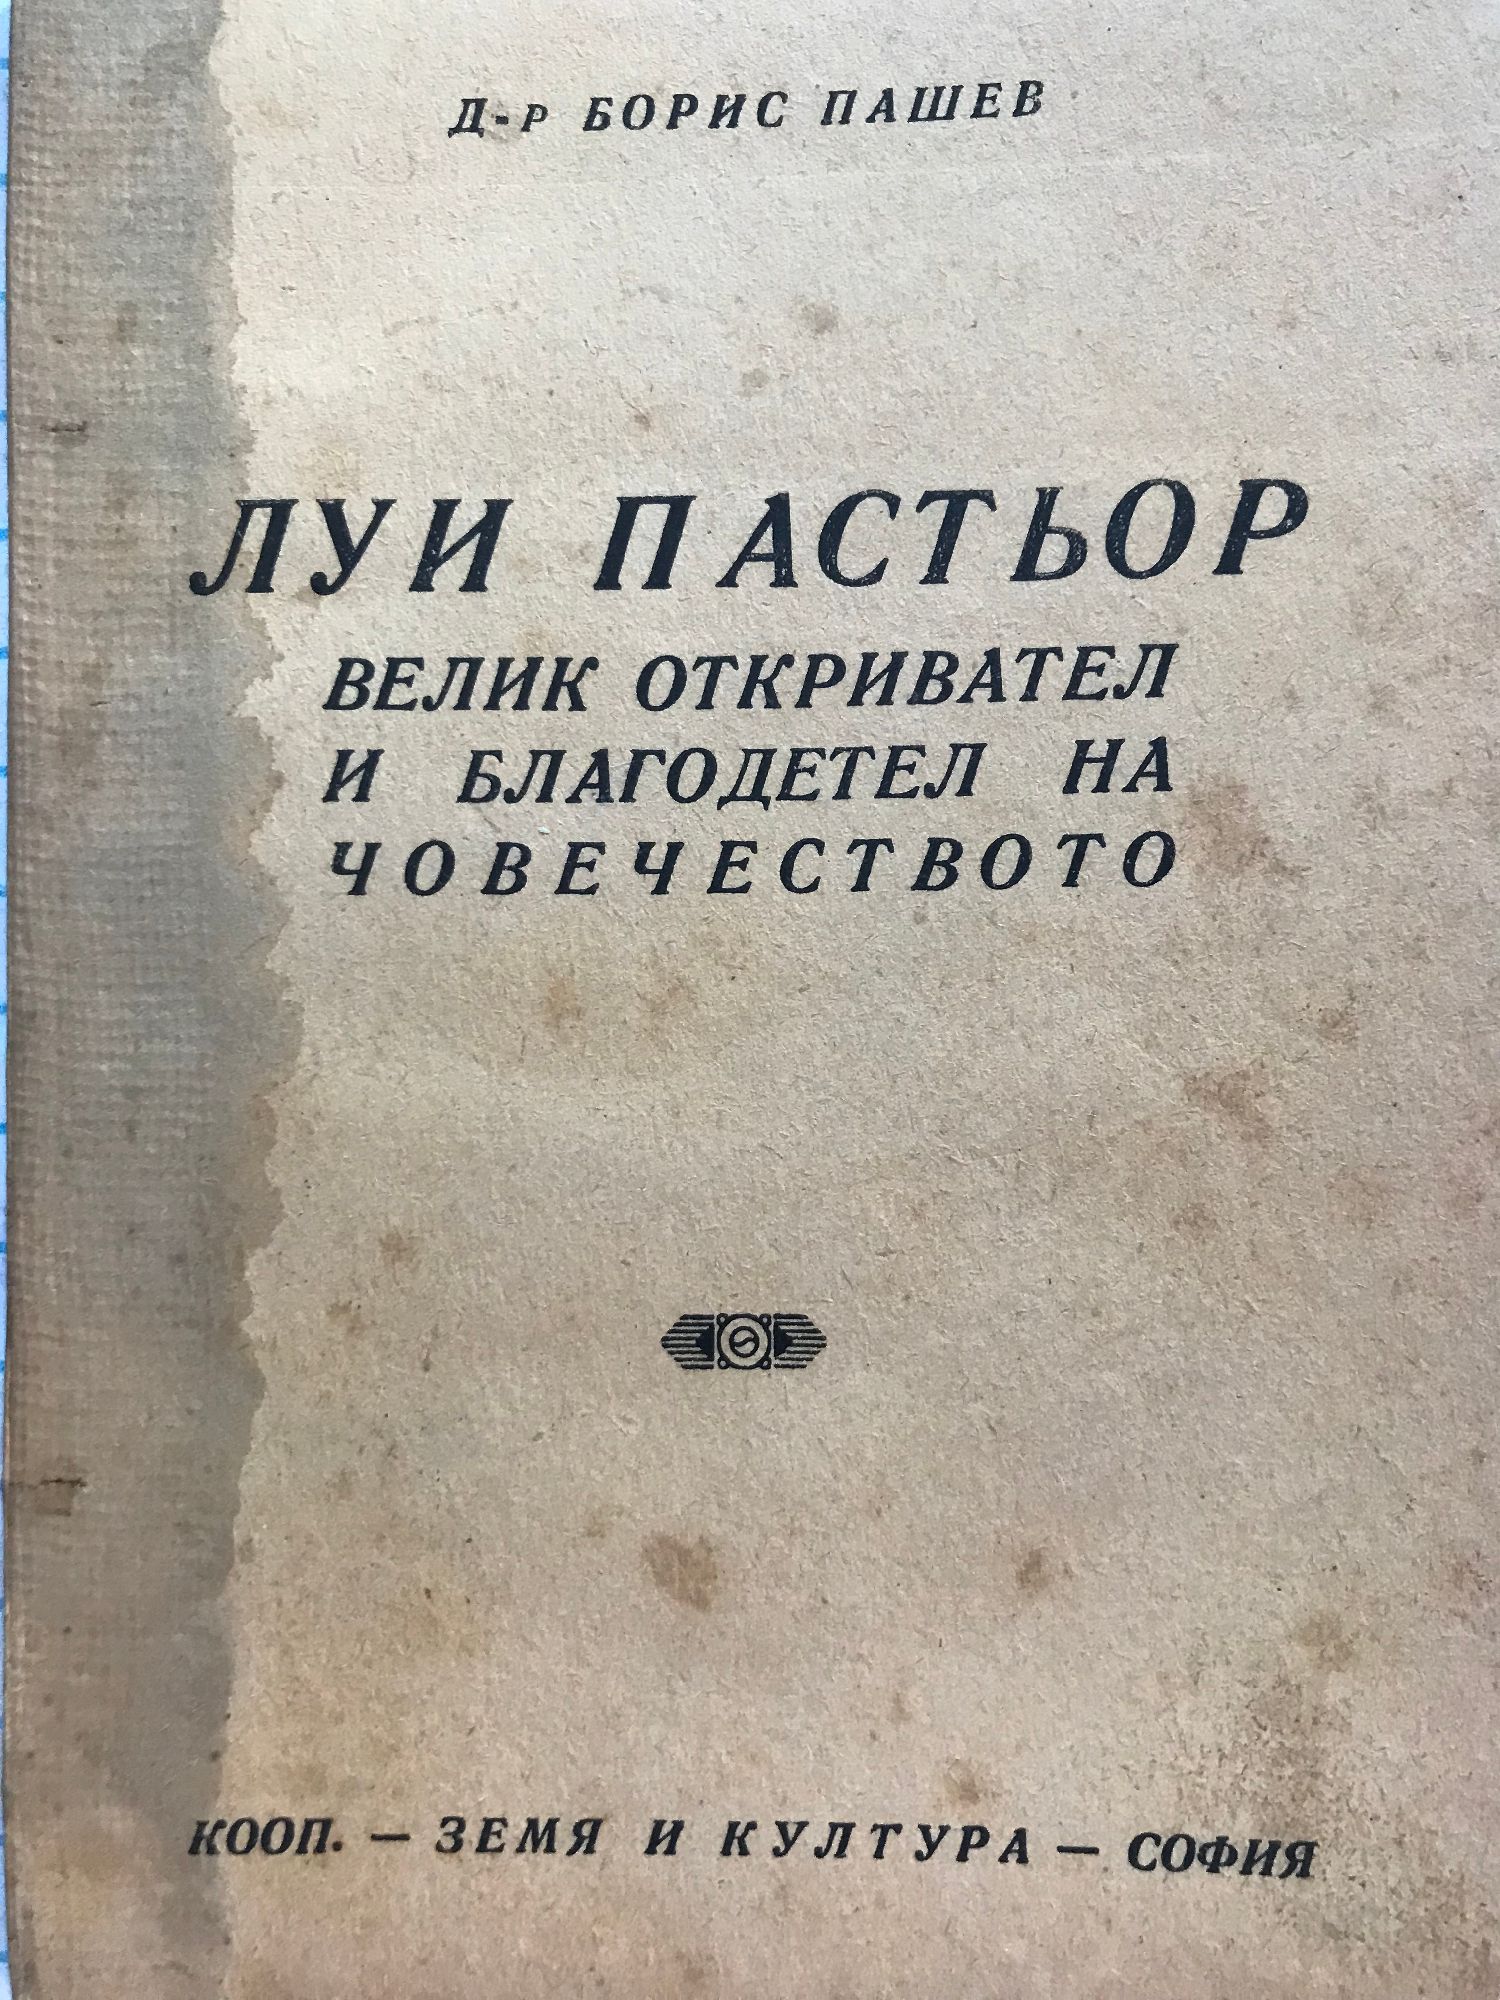 Д-р БОРИС ПАШЕВ
ЛУИ ПАСТЬОР
ВЕЛИК ОТКРИВАТЕЛ
И БЛАГОДЕТЕЛ НА
ЧОВЕЧЕСТВОТО
КООП. — ЗЕМЯ И КУЛТУРА — СОФИЯ